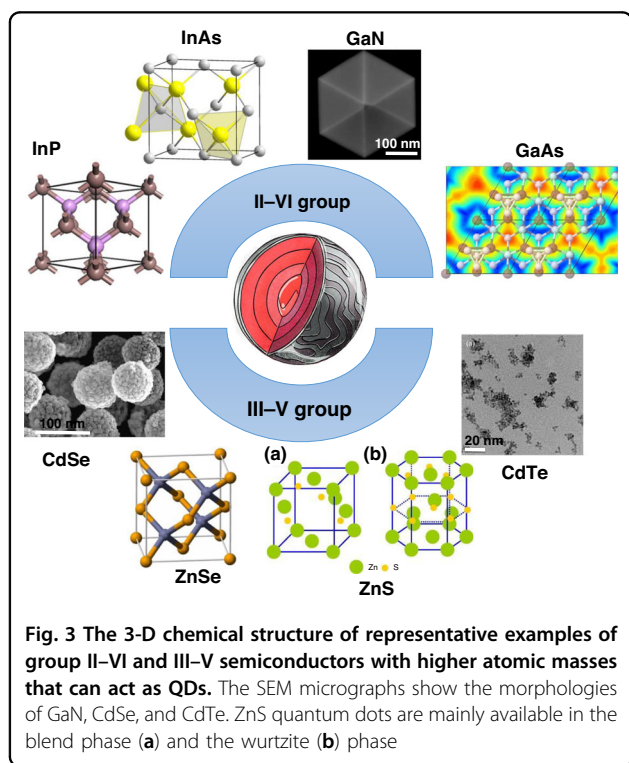 InAs
GaN
100 nm
InP
GaAs
II–VI group
III–V group
100 nm
CdSe
20 nm
CdTe
(a)
(b)
ZnSe
Zn
S
ZnS
Fig. 3 The 3-D chemical structure of representative examples of
group II–VI and III–V semiconductors with higher atomic masses
that can act as QDs. The SEM micrographs show the morphologies
of GaN, CdSe, and CdTe. ZnS quantum dots are mainly available in the
blend phase (a) and the wurtzite (b) phase